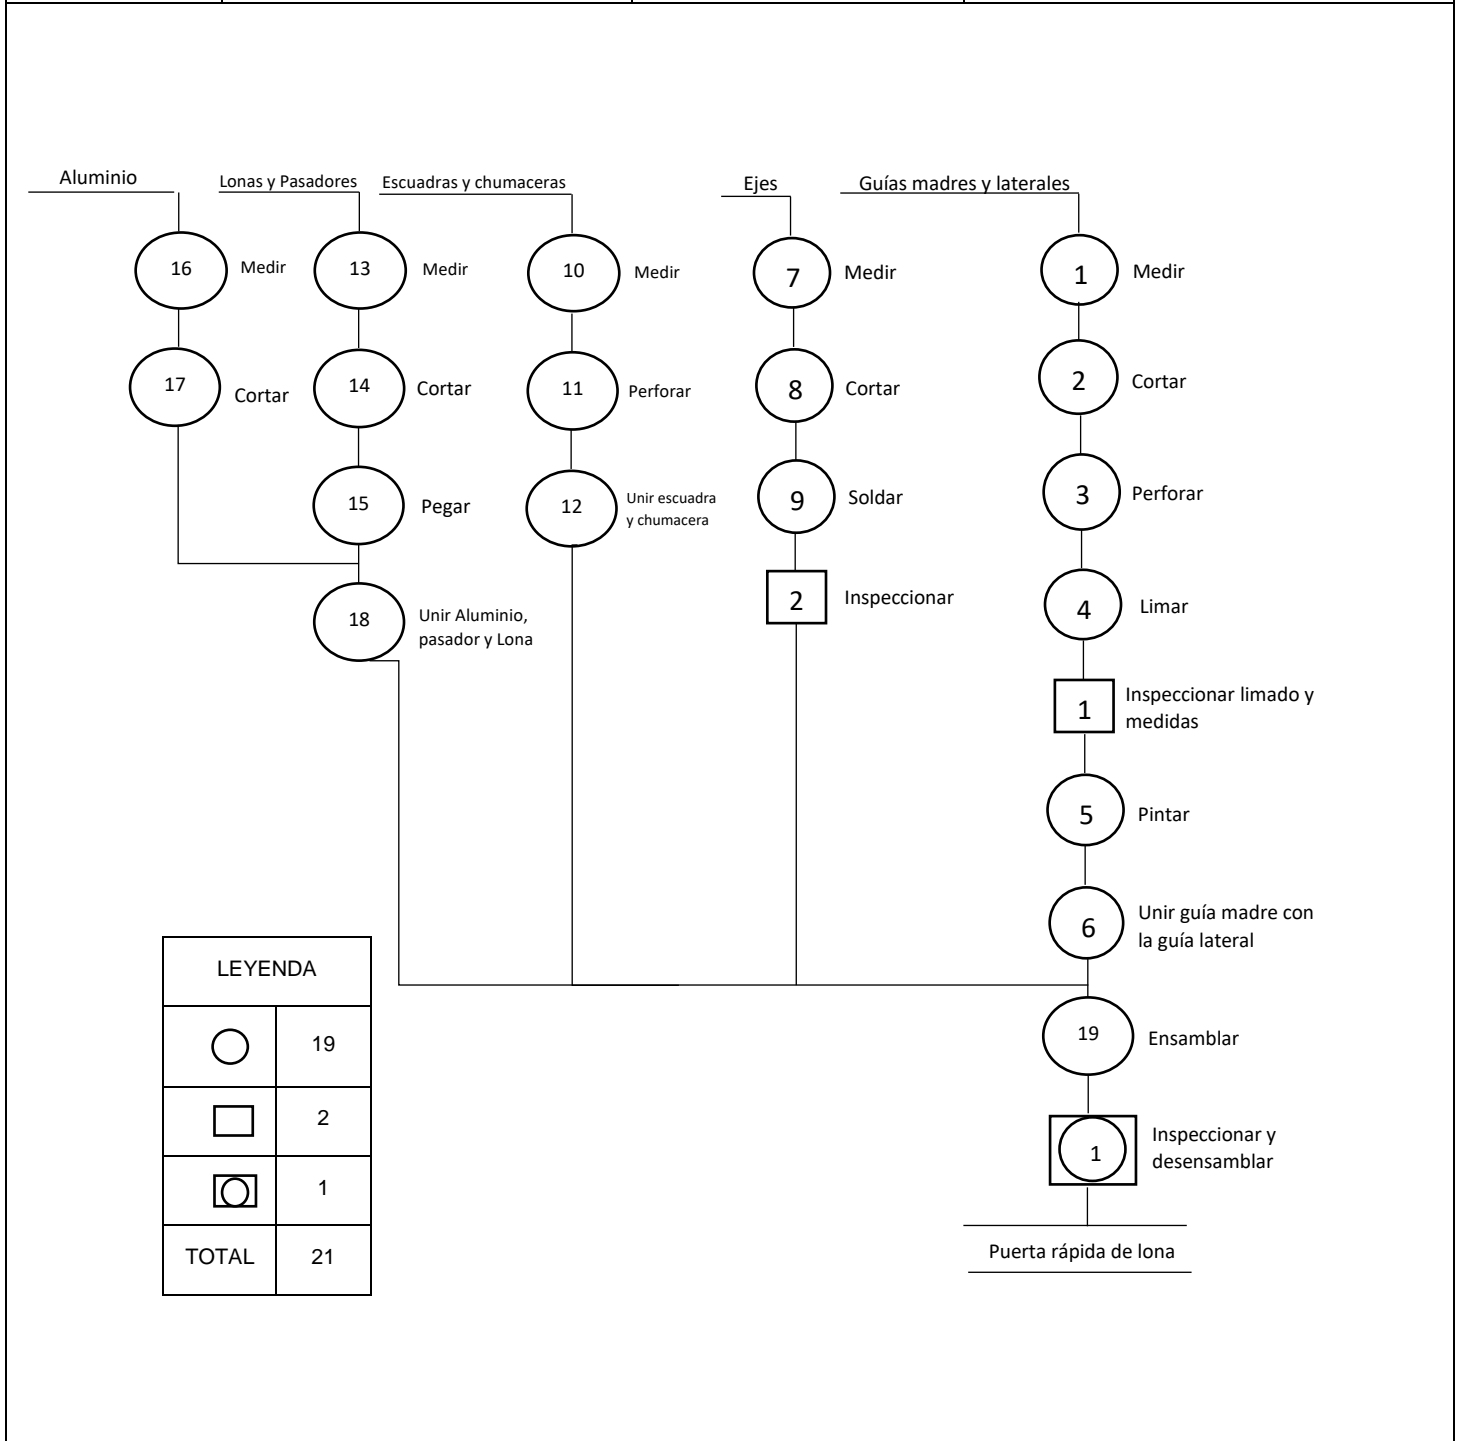 Aluminio
Lonas y Pasadores
Escuadras y chumaceras
Ejes
Guías madres y laterales
16
Medir
13
Medir
10
Medir
7
Medir
1
Medir
17
Cortar
14
Cortar
11
Perforar
8
Cortar
2
Cortar
15
Pegar
12
Unir escuadra
y chumacera
9
Soldar
3
Perforar
18
Unir Aluminio,
pasador y Lona
2
Inspeccionar
4
Limar
1
Inspeccionar limado y
medidas
5
Pintar
6
Unir guía madre con
la guía lateral
19
Ensamblar
1
Inspeccionar y
desensamblar
Puerta rápida de lona
LEYENDA
19
2
1
TOTAL 21